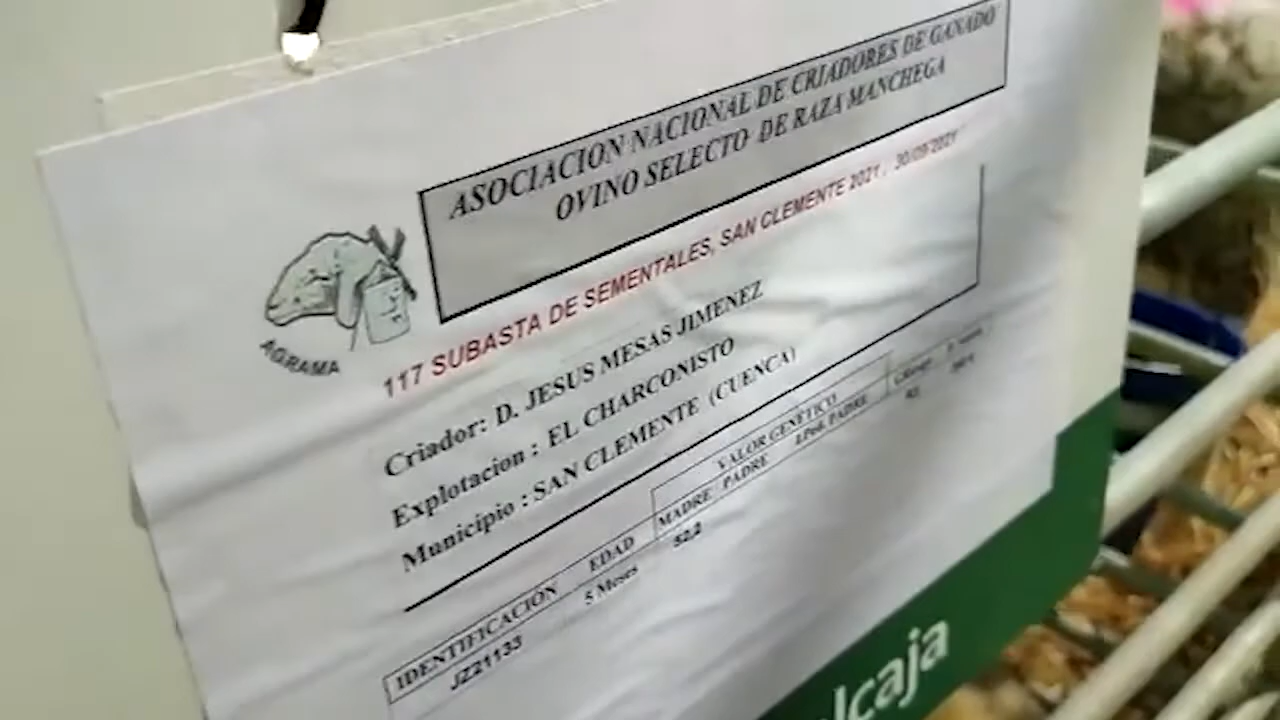 ASOCIACION NACIONAL DE CRIADORES DE GANADO
OVINO SELECTO DE RAZA MANCHEGA
AGRAMA
117 SUBASTA DE SEMENTALES, SAN CLEMENTE 2021, 30/09/2021
Criador: D. JESUS MESAS JIMENEZ
Explotacion : EL CHARCONISTO
Municipio : SAN CLEMENTE (CUENCA)
VALOR GENÉTICO
IDENTIFICACIÓN EDAD MADRE PADRE
JZ21133 5 Meses 52,2
lcaja